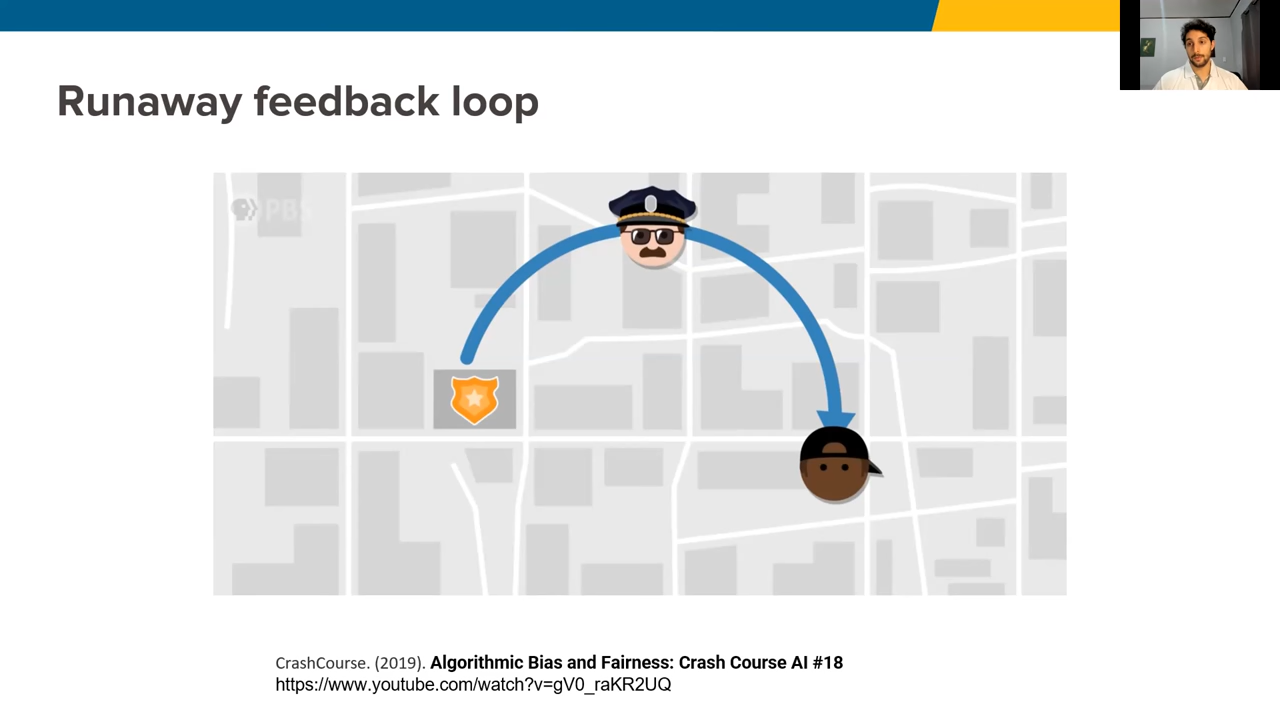 Runaway feedback loop
PBS
CrashCourse. (2019). Algorithmic Bias and Fairness: Crash Course AI #18
https://www.youtube.com/watch?v=gV0_raKR2UQ